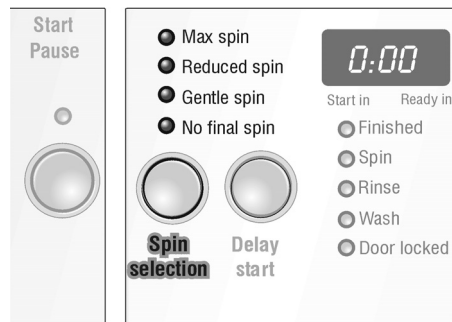 Start
Pause
Max spin
Reduced spin
Gentle spin
No final spin
Spin
selection
Delay
start
0:00
Start in Ready in
Finished
Spin
Rinse
Wash
Door locked